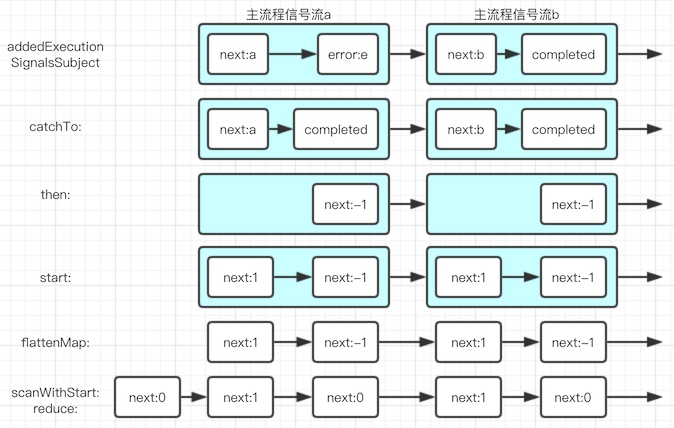 主流程信号流a 主流程信号流b
addedExecution
SignalsSubject
next:a error:e next:b completed
catchTo: next:a completed next:b completed
then: next:–1 next:–1
start: next:1 next:–1 next:1 next:–1
flattenMap: next:1 next:–1 next:1 next:–1
scanWithStart:
reduce:
next:0 next:1 next:0 next:1 next:0